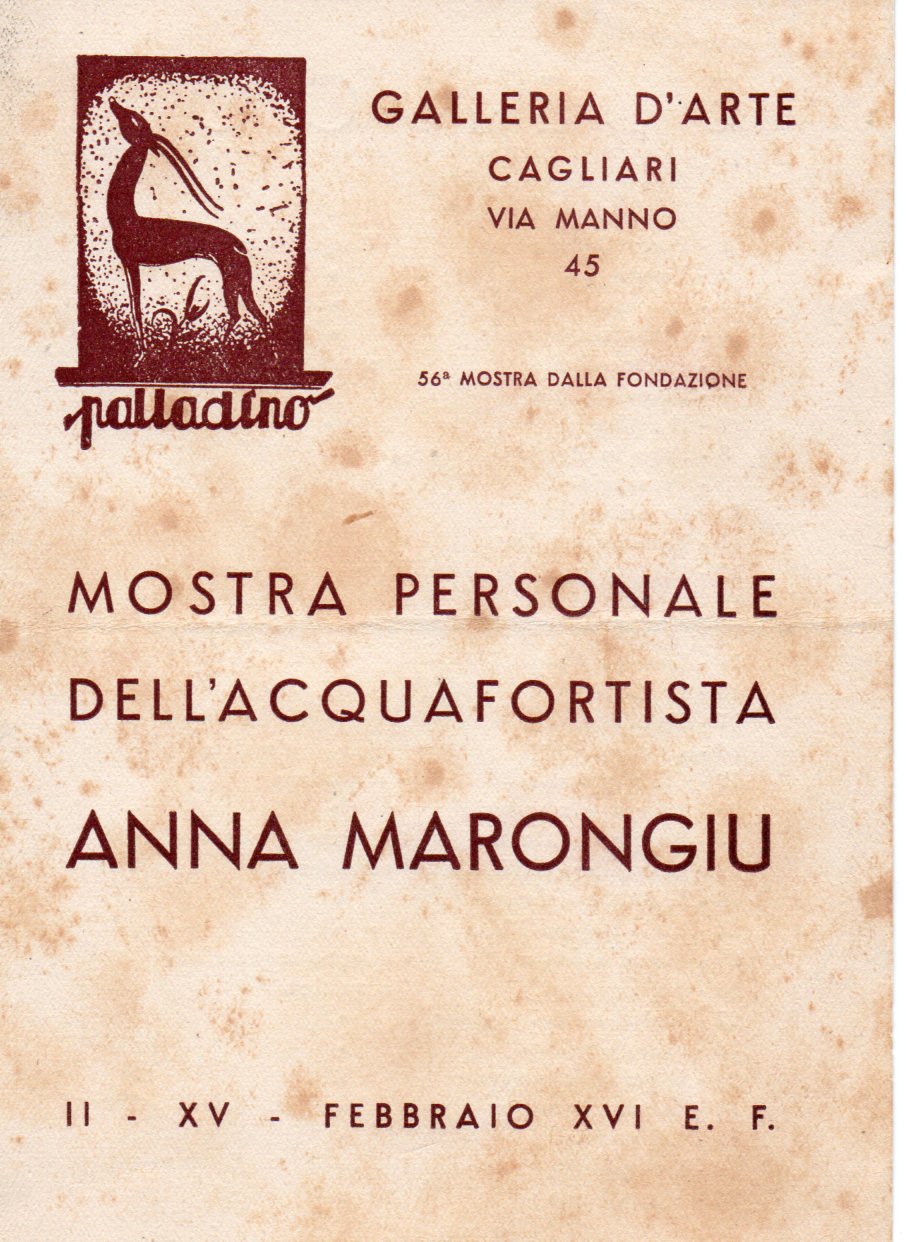 GALLERIA D'ARTE
CAGLIARI
VIA MANNO
45
56ª MOSTRA DALLA FONDAZIONE
palladino
MOSTRA PERSONALE
DELL'ACQUAFORTISTA
ANNA MARONGIU
II - XV - FEBBRAIO XVI E. F.